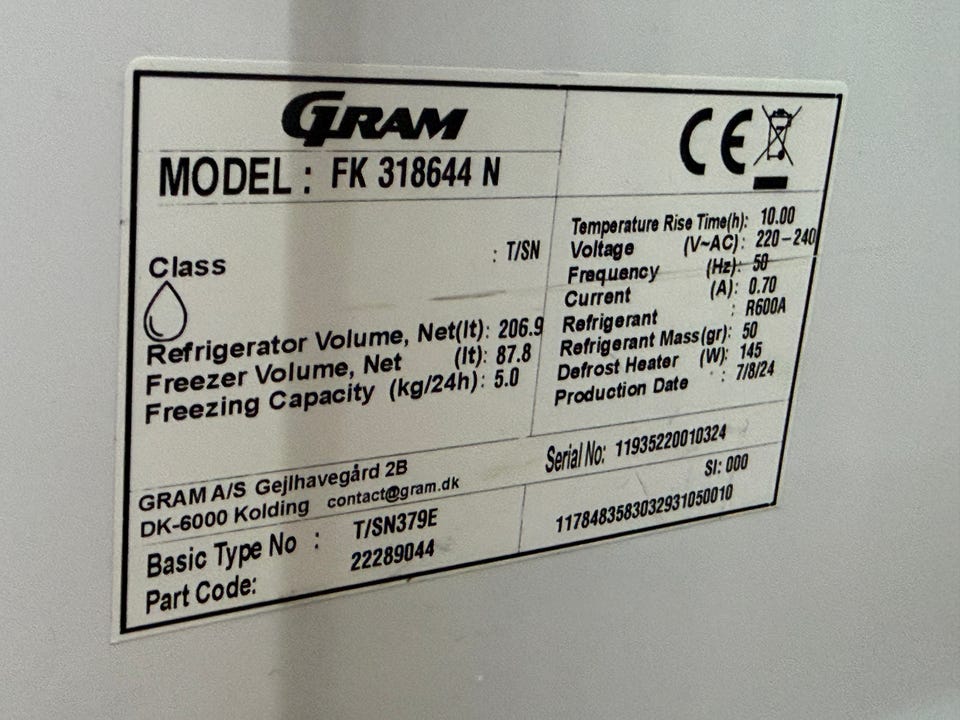 GRAM
MODEL : FK 318644 N
CE
Class : T/SN
Refrigerator Volume, Net(lt): 206.9
Freezer Volume, Net (lt): 87.8
Freezing Capacity (kg/24h): 5.0
Temperature Rise Time(h): 10.00
Voltage (V~AC): 220-240
Frequency (Hz): 50
Current (A): 0.70
Refrigerant : R600A
Refrigerant Mass(gr): 50
Defrost Heater (W): 145
Production Date : 7/8/24
GRAM A/S Gejlhavegård 2B
DK-6000 Kolding contact@gram.dk
Serial No: 11935220010324
SI: 000
Basic Type No : T/SN379E
Part Code: 22289044
1178483583032931050010